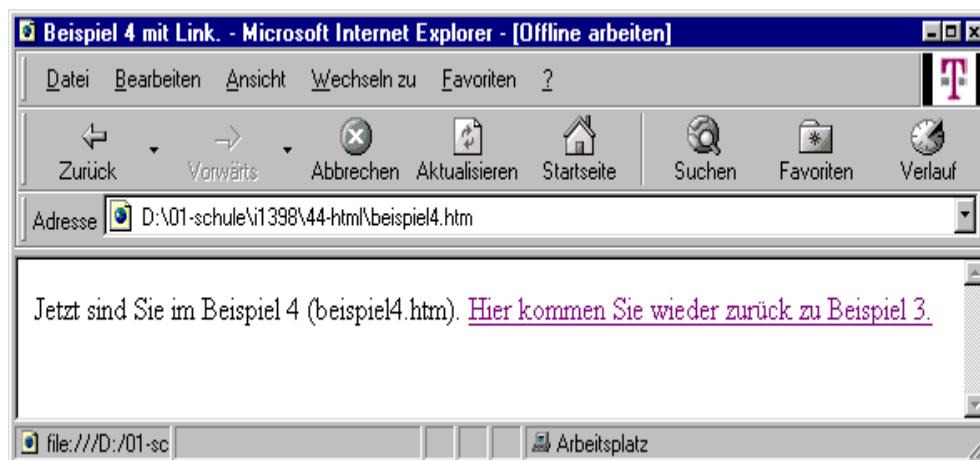 Beispiel 4 mit Link. - Microsoft Internet Explorer - [Offline arbeiten]
Datei Bearbeiten Ansicht Wechseln zu Favoriten ? T
Zurück Vorwärts Abbrechen Aktualisieren Startseite Suchen Favoriten Verlauf
Adresse D:\01-schule\i1398\44-html\beispiel4.htm
Jetzt sind Sie im Beispiel 4 (beispiel4.htm). Hier kommen Sie wieder zurück zu Beispiel 3.
file:///D:/01-sc Arbeitsplatz